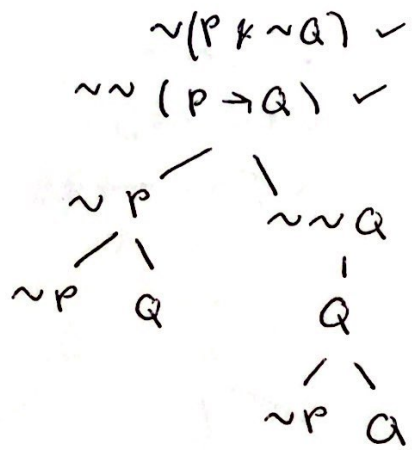 ~(P & ~Q) ✓
~~(P → Q) ✓
~P ~~Q
~P Q Q
~P Q